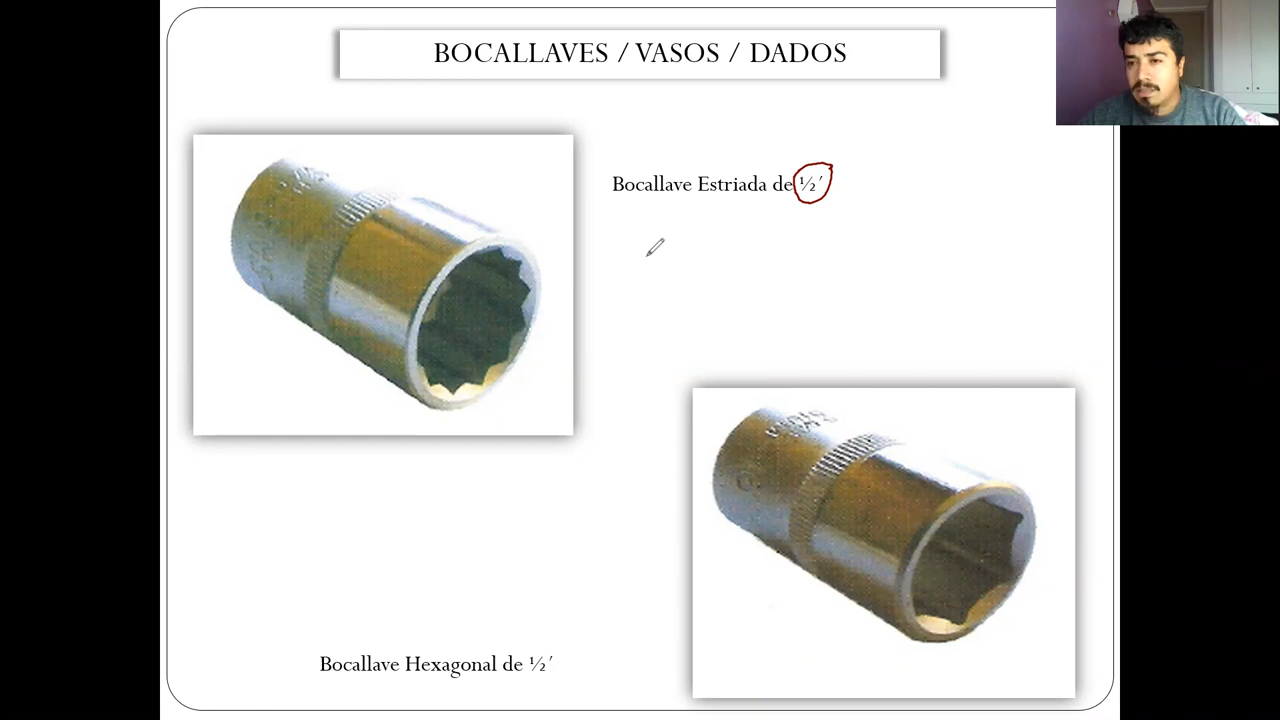 BOCALLAVES / VASOS / DADOS
Bocallave Estriada de ½´
Bocallave Hexagonal de ½´